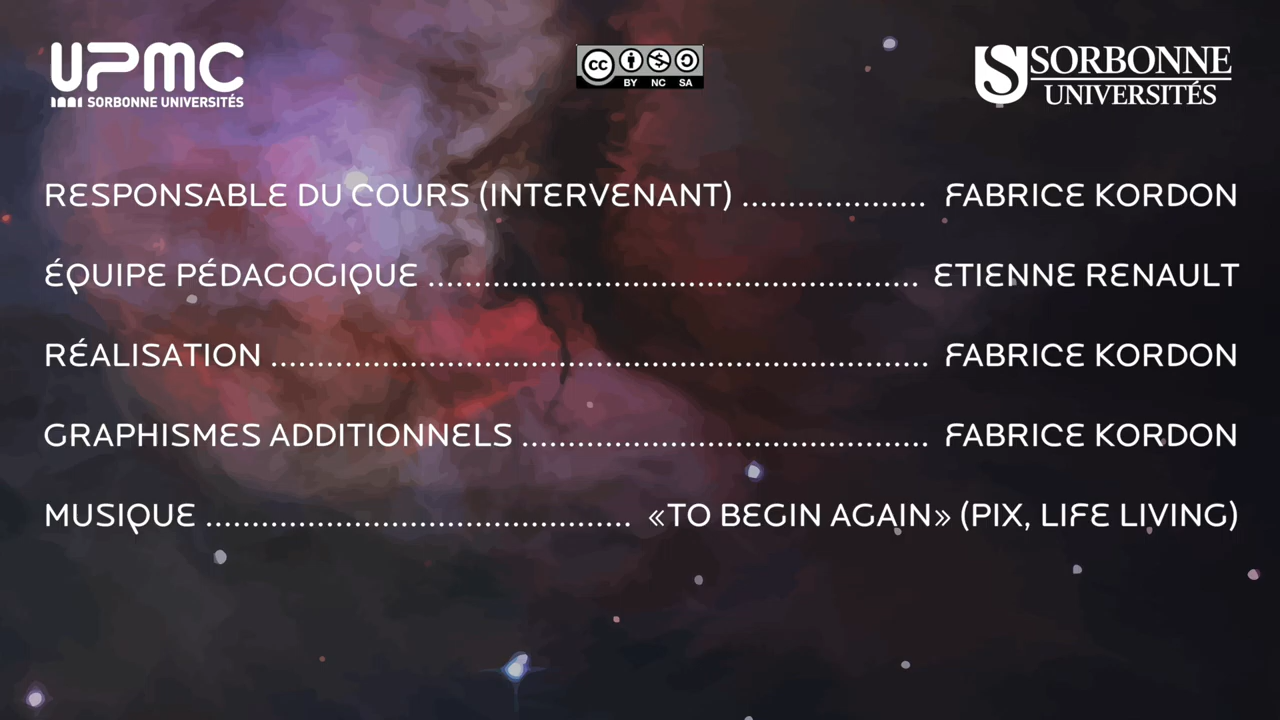 UPMC
SORBONNE UNIVERSITÉS
cc
BY NC SA
S SORBONNE
UNIVERSITÉS
RESPONSABLE DU COURS (INTERVENANT) ................... FABRICE KORDON
ÉQUIPE PÉDAGOGIQUE .................................................. ETIENNE RENAULT
RÉALISATION ................................................................... FABRICE KORDON
GRAPHISMES ADDITIONNELS ......................................... FABRICE KORDON
MUSIQUE ........................................... «TO BEGIN AGAIN» (PIX, LIFE LIVING)